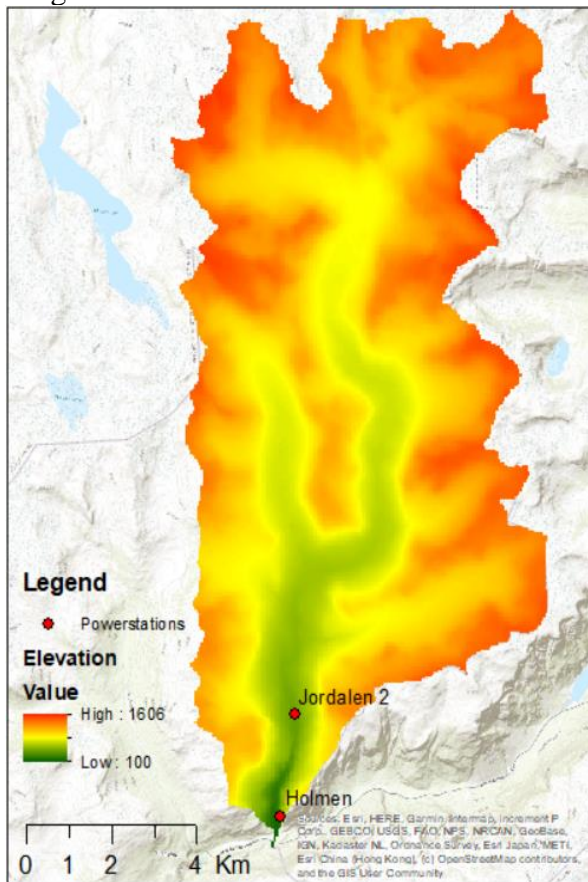 Legend
Powerstations
Elevation
Value
High : 1606
Low : 100
Jordalen 2
Holmen
0 1 2 3 4 Km
Sources: Esri, HERE, Garmin, Intermap, increment P
Corp., GEBCO, USGS, FAO, NPS, NRCAN, GeoBase,
IGN, Kadaster NL, Ordnance Survey, Esri Japan, METI,
Esri China (Hong Kong), (c) OpenStreetMap contributors,
and the GIS User Community